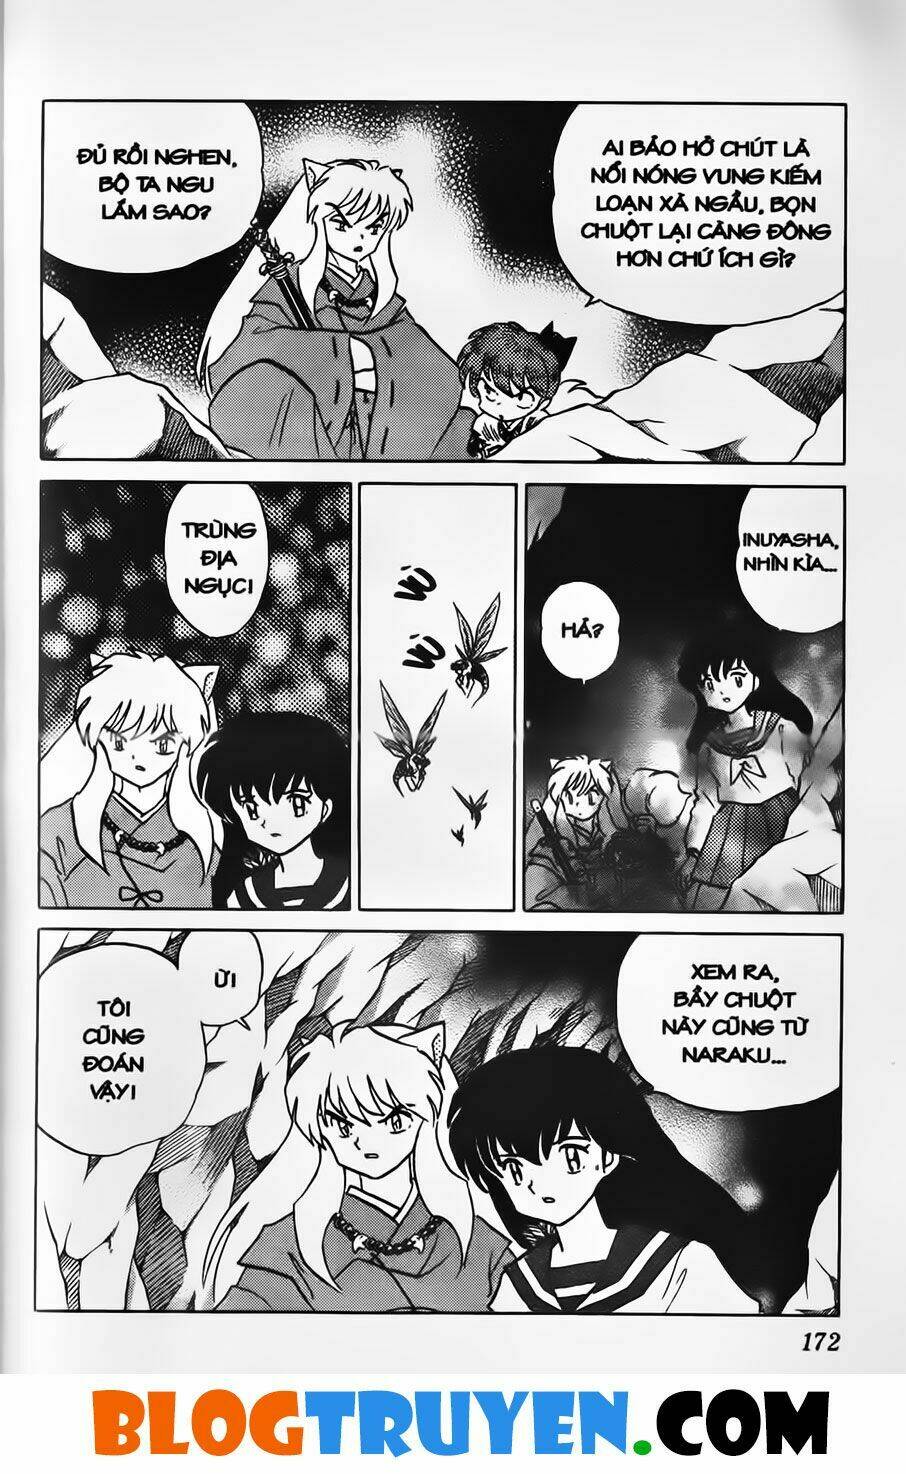 AI BẢO HỞ CHÚT LÀ
NỔI NÓNG VUNG KIẾM
LOẠN XÀ NGẦU, BỌN
CHUỘT LẠI CÀNG ĐÔNG
HƠN CHỨ ÍCH GÌ?
ĐỦ RỒI NGHEN,
BỘ TA NGU
LẮM SAO?
INUYASHA,
NHÌN KÌA...
HẢ?
VÙ
VÙ
TRÙNG
ĐỊA
NGỤC!
XEM RA,
BẦY CHUỘT
NÀY CŨNG TỪ
NARAKU...
ỪI
TÔI
CŨNG
ĐOÁN
VẬY!
172
BLOGTRUYEN.COM